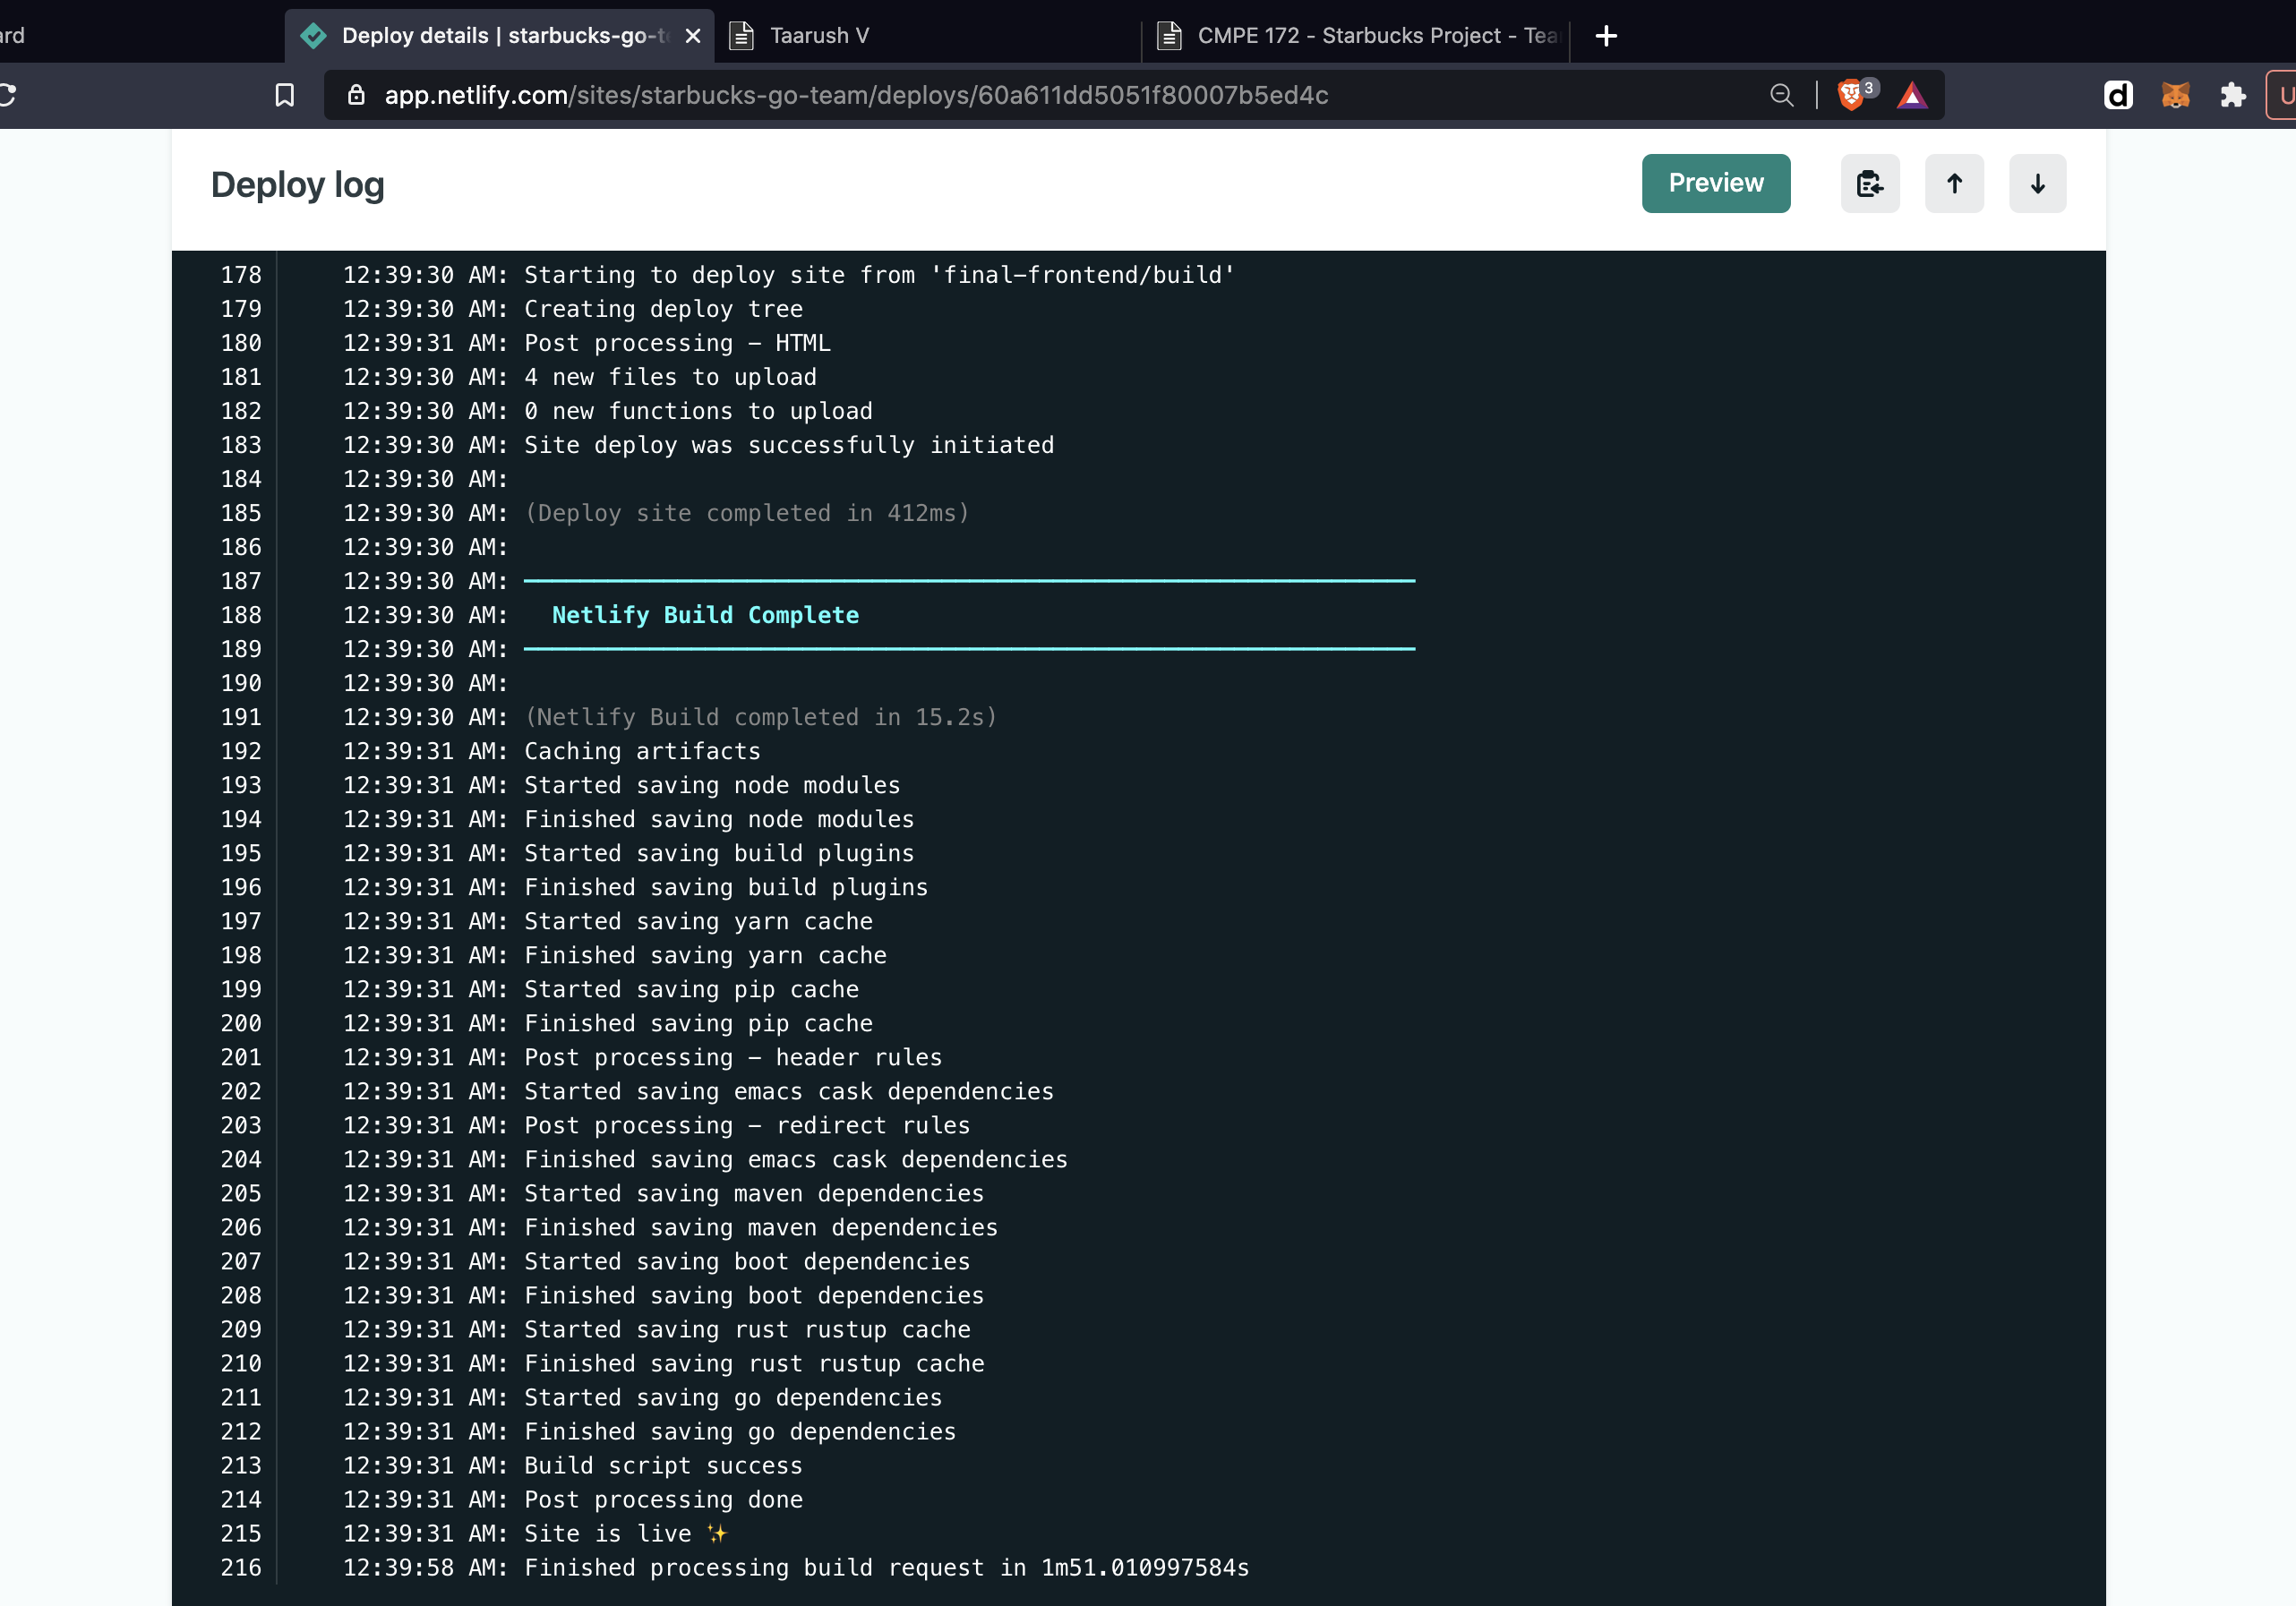 ard
Deploy details | starbucks-go-te
Taarush V
CMPE 172 - Starbucks Project - Tea
app.netlify.com/sites/starbucks-go-team/deploys/60a611dd5051f80007b5ed4c
3
d
U
Deploy log
Preview
178 12:39:30 AM: Starting to deploy site from 'final-frontend/build'
179 12:39:30 AM: Creating deploy tree
180 12:39:31 AM: Post processing - HTML
181 12:39:30 AM: 4 new files to upload
182 12:39:30 AM: 0 new functions to upload
183 12:39:30 AM: Site deploy was successfully initiated
184 12:39:30 AM:
185 12:39:30 AM: (Deploy site completed in 412ms)
186 12:39:30 AM:
187 12:39:30 AM:
188 12:39:30 AM: Netlify Build Complete
189 12:39:30 AM:
190 12:39:30 AM:
191 12:39:30 AM: (Netlify Build completed in 15.2s)
192 12:39:31 AM: Caching artifacts
193 12:39:31 AM: Started saving node modules
194 12:39:31 AM: Finished saving node modules
195 12:39:31 AM: Started saving build plugins
196 12:39:31 AM: Finished saving build plugins
197 12:39:31 AM: Started saving yarn cache
198 12:39:31 AM: Finished saving yarn cache
199 12:39:31 AM: Started saving pip cache
200 12:39:31 AM: Finished saving pip cache
201 12:39:31 AM: Post processing - header rules
202 12:39:31 AM: Started saving emacs cask dependencies
203 12:39:31 AM: Post processing - redirect rules
204 12:39:31 AM: Finished saving emacs cask dependencies
205 12:39:31 AM: Started saving maven dependencies
206 12:39:31 AM: Finished saving maven dependencies
207 12:39:31 AM: Started saving boot dependencies
208 12:39:31 AM: Finished saving boot dependencies
209 12:39:31 AM: Started saving rust rustup cache
210 12:39:31 AM: Finished saving rust rustup cache
211 12:39:31 AM: Started saving go dependencies
212 12:39:31 AM: Finished saving go dependencies
213 12:39:31 AM: Build script success
214 12:39:31 AM: Post processing done
215 12:39:31 AM: Site is live ✨
216 12:39:58 AM: Finished processing build request in 1m51.010997584s